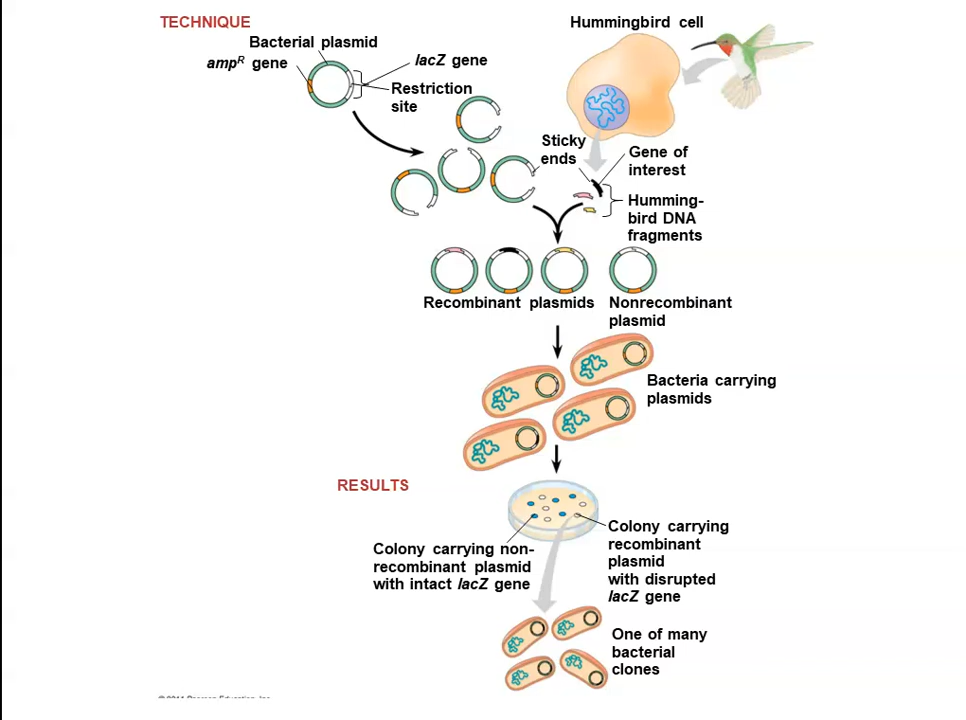 TECHNIQUE
Hummingbird cell
Bacterial plasmid
ampR gene
lacZ gene
Restriction
site
Sticky
ends
Gene of
interest
Humming-
bird DNA
fragments
Recombinant plasmids
Nonrecombinant
plasmid
Bacteria carrying
plasmids
RESULTS
Colony carrying non-
recombinant plasmid
with intact lacZ gene
Colony carrying
recombinant
plasmid
with disrupted
lacZ gene
One of many
bacterial
clones